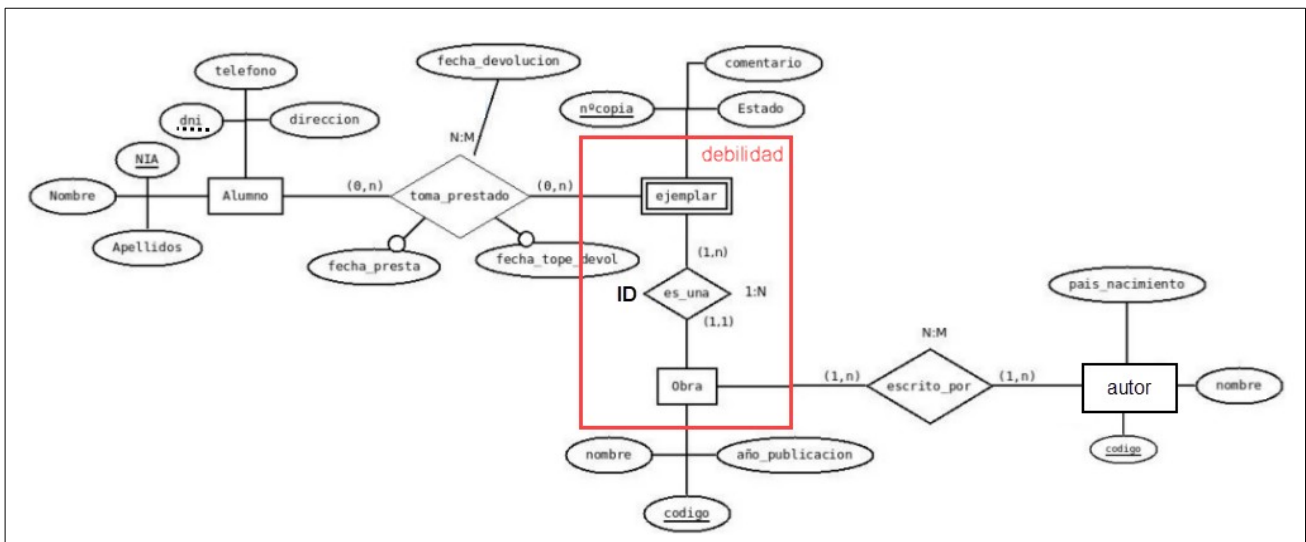 fecha_devolucion
comentario
telefono
nºcopia
Estado
dni
direccion
N:M
debilidad
NIA
Nombre
Alumno
(0,n)
toma_prestado
(0,n)
ejemplar
Apellidos
fecha_presta
fecha_tope_devol
(1,n)
ID
es_una
1:N
(1,1)
pais_nacimiento
N:M
Obra
(1,n)
escrito_por
(1,n)
autor
nombre
nombre
año_publicacion
codigo
codigo